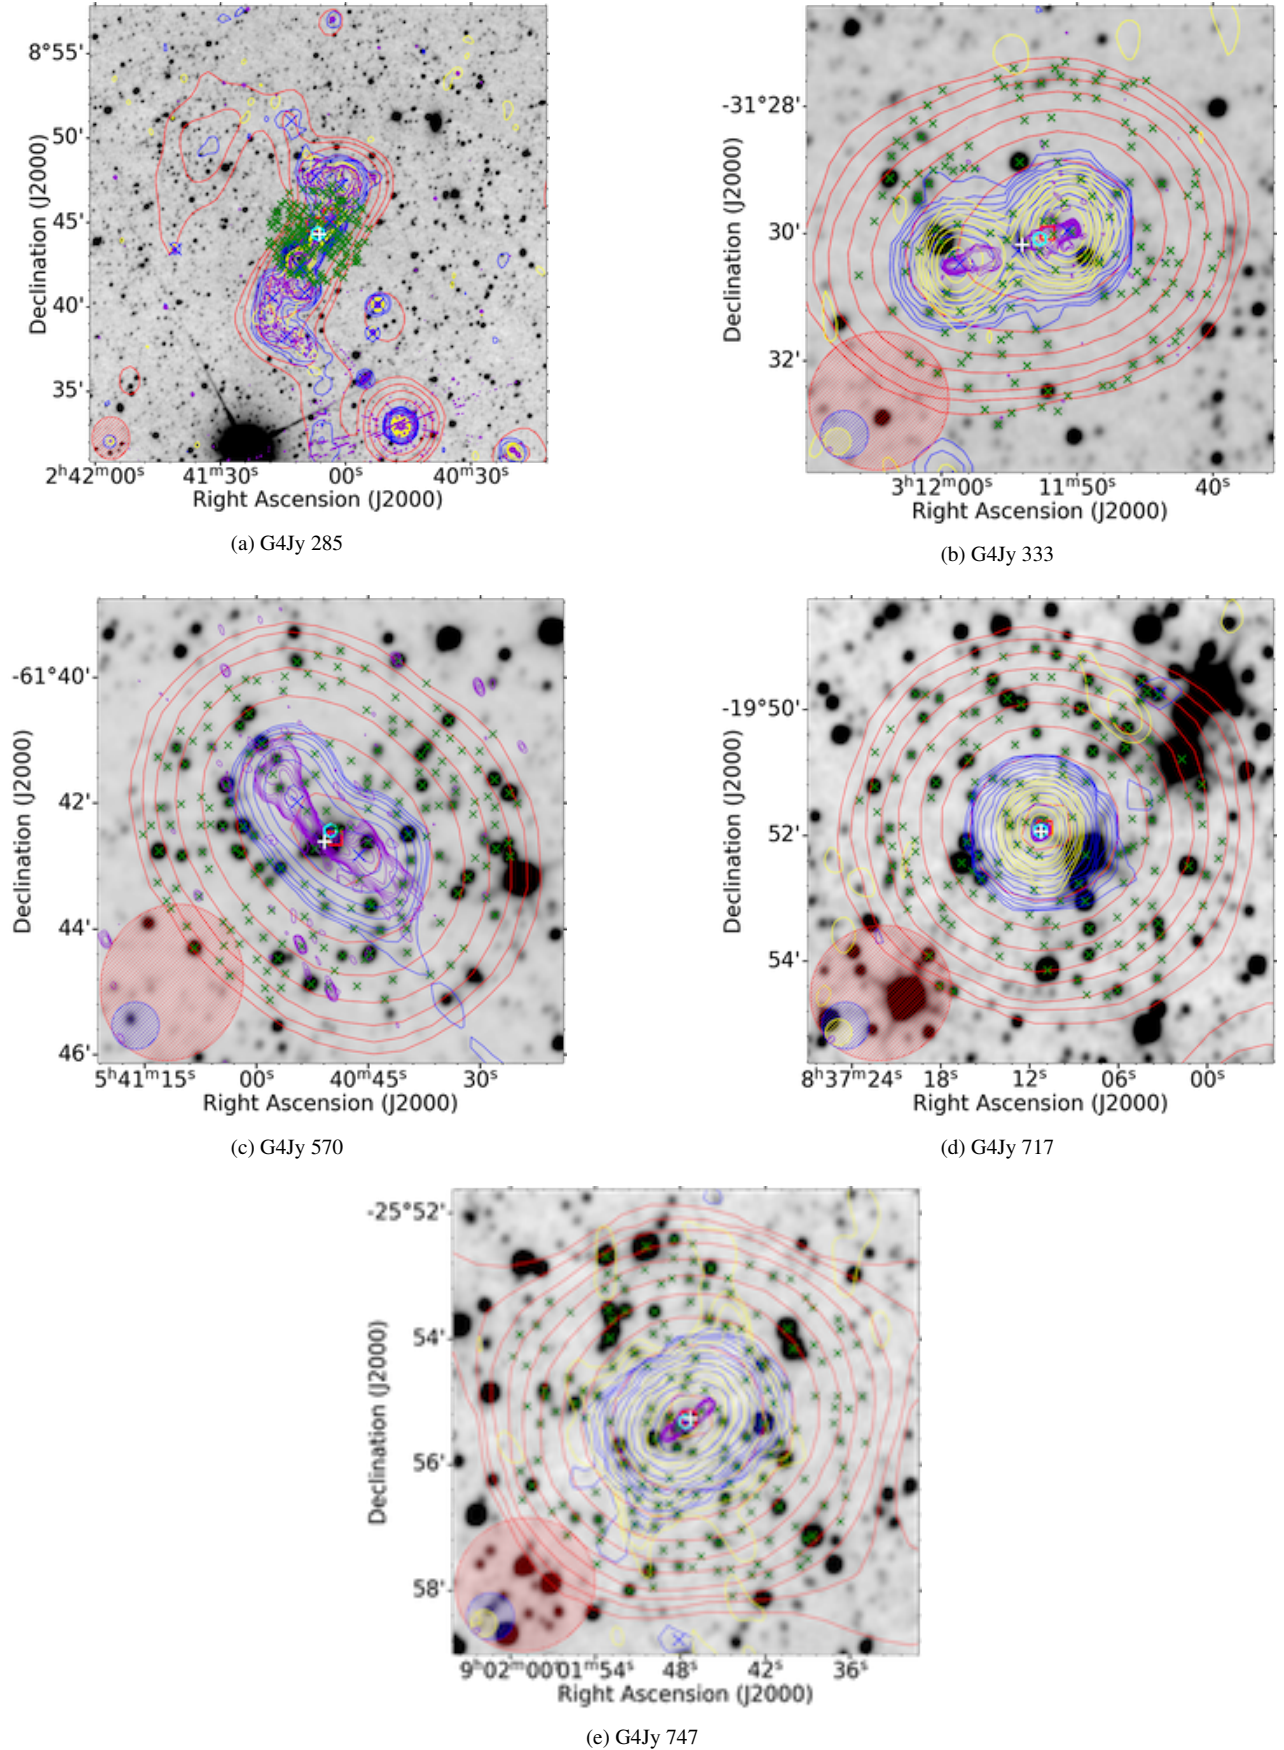 8°55'
50'
45'
40'
35'
Declination (J2000)
2ʰ42ᵐ00ˢ 41ᵐ30ˢ 00ˢ 40ᵐ30ˢ
Right Ascension (J2000)
(a) G4Jy 285
-31°28'
30'
32'
Declination (J2000)
3ʰ12ᵐ00ˢ 11ᵐ50ˢ 40ˢ
Right Ascension (J2000)
(b) G4Jy 333
-61°40'
42'
44'
46'
Declination (J2000)
5ʰ41ᵐ15ˢ 00ˢ 40ᵐ45ˢ 30ˢ
Right Ascension (J2000)
(c) G4Jy 570
-19°50'
52'
54'
Declination (J2000)
8ʰ37ᵐ24ˢ 18ˢ 12ˢ 06ˢ 00ˢ
Right Ascension (J2000)
(d) G4Jy 717
-25°52'
54'
56'
58'
Declination (J2000)
9ʰ02ᵐ00ˢ 01ᵐ54ˢ 48ˢ 42ˢ 36ˢ
Right Ascension (J2000)
(e) G4Jy 747